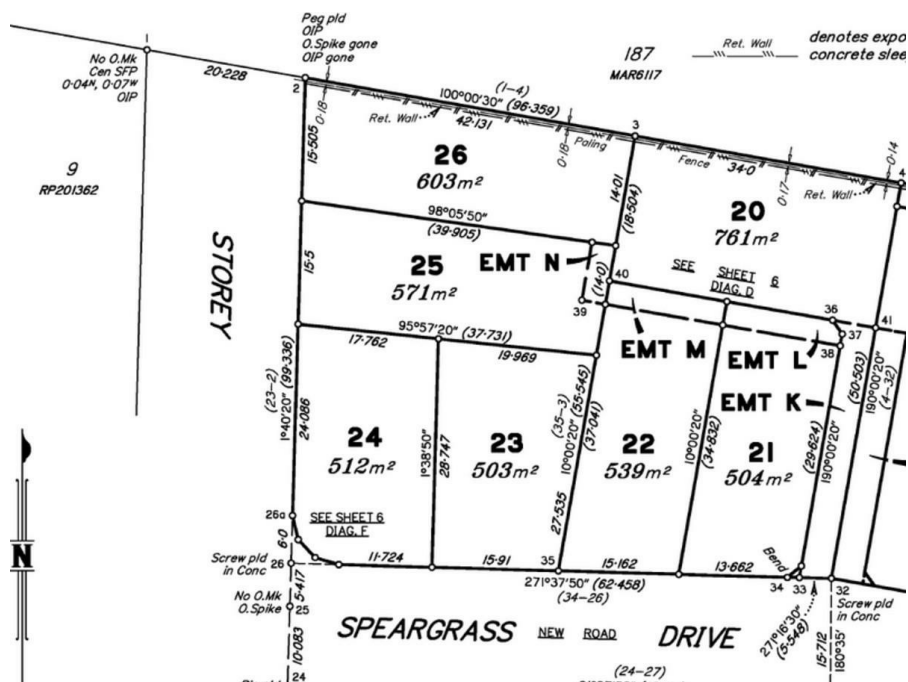 Peg pld
OIP
O.Spike gone
OIP gone
No O.Mk
Cen SFP
0·04ᴺ, 0·07ᵂ
OIP
20·228
2
187
MAR6117
Ret. Wall
denotes expo
concrete slee
(1-4)
100°00'30" (96·359)
0·18
Ret. Wall
42·131
0·18
Paling
3
Fence
34·0
0·17
Ret. Wall
0·14
4
15·505
26
603m²
14·01
(18·504)
20
761m²
9
RP201362
98°05'50"
(39·905)
STOREY
15·5
25
571m²
EMT N
(14·0)
39
40
SEE SHEET 6
DIAG. D
36
37
38
41
EMT M
EMT L
EMT K
95°57'20" (37·731)
17·762
19·969
(23-2)
1°40'20" (99·336)
24·086
24
512m²
1°38'50"
28·747
23
503m²
(35-3)
10°00'20" (55·545)
(37·041)
27·535
22
539m²
10°00'20"
(34·832)
21
504m²
(29·624)
190°00'20"
(50·503)
190°00'20"
(4-32)
26a
SEE SHEET 6
DIAG. F
6·0
Screw pld
in Conc
26
11·724
15·91
35
15·162
13·662
Bend
34
33
32
271°37'50" (62·458)
(34-26)
271°16'30"
(5·548)
Screw pld
in Conc
5·417
No O.Mk
O.Spike
25
10·083
24
N
SPEARGRASS NEW ROAD DRIVE
15·712
180°35'
(24-27)